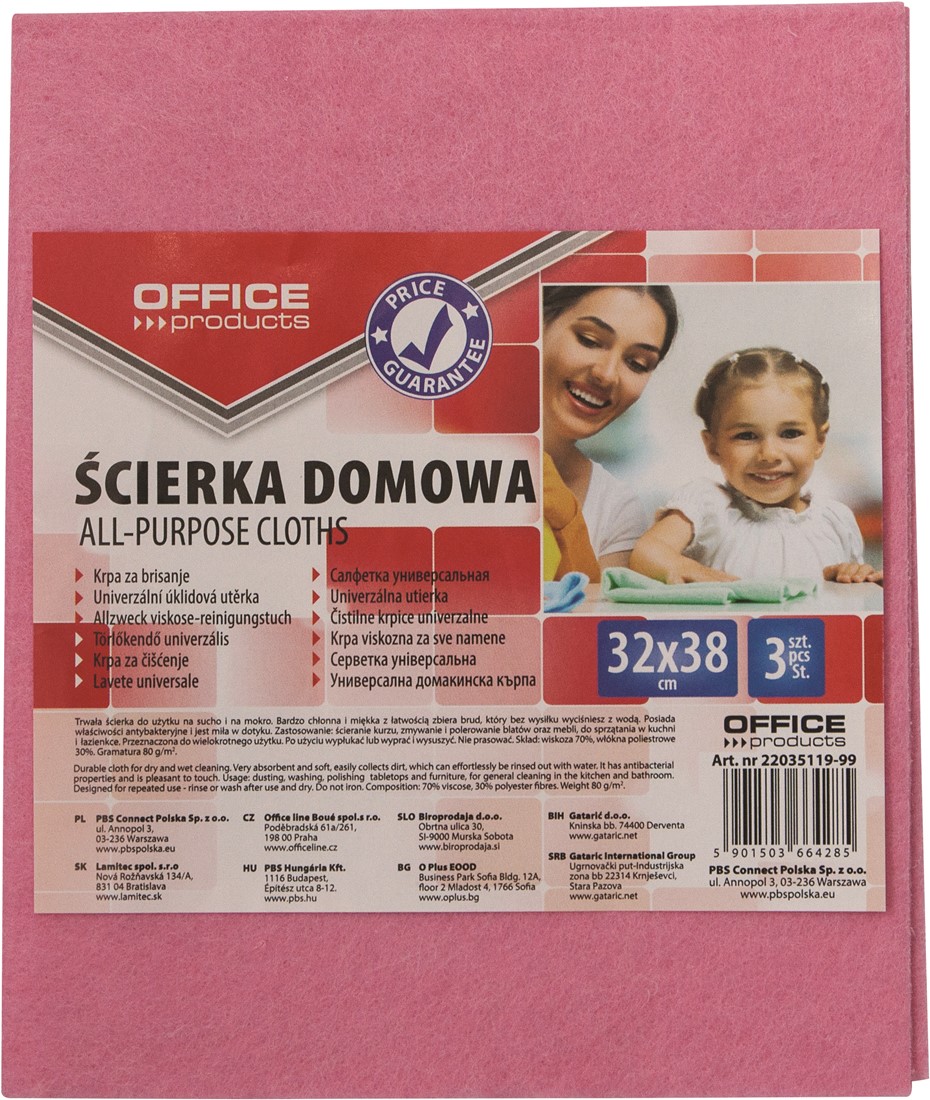 OFFICE
products
PRICE
GUARANTEE
ŚCIERKA DOMOWA
ALL-PURPOSE CLOTHS
Krpa za brisanje
Univerzální úklidová utěrka
Allzweck viskose-reinigungstuch
Törlőkendő univerzális
Krpa za čišćenje
Lavete universale
Салфетка универсальная
Univerzálna utierka
Čistilne krpice univerzalne
Krpa viskozna za sve namene
Серветка універсальна
Универсална домакинска кърпа
32x38
cm
3
szt.
pcs
St.
Trwała ścierka do użytku na sucho i na mokro. Bardzo chłonna i miękka z łatwością zbiera brud, który bez wysiłku wyciśniesz z wodą. Posiada
właściwości antybakteryjne i jest miła w dotyku. Zastosowanie: ścieranie kurzu, zmywanie i polerowanie blatów oraz mebli, do sprzątania w kuchni
i łazience. Przeznaczona do wielokrotnego użytku. Po użyciu wypłukać lub wyprać i wysuszyć. Nie prasować. Skład: wiskoza 70%, włókna poliestrowe
30%. Gramatura 80 g/m².
Durable cloth for dry and wet cleaning. Very absorbent and soft, easily collects dirt, which can effortlessly be rinsed out with water. It has antibacterial
properties and is pleasant to touch. Usage: dusting, washing, polishing tabletops and furniture, for general cleaning in the kitchen and bathroom.
Designed for repeated use - rinse or wash after use and dry. Do not iron. Composition: 70% viscose, 30% polyester fibres. Weight 80 g/m².
PL PBS Connect Polska Sp. z o.o.
ul. Annopol 3,
03-236 Warszawa
www.pbspolska.eu
CZ Office line Boué spol.s r.o.
Poděbradská 61a/261,
198 00 Praha
www.officeline.cz
SLO Biroprodaja d.o.o.
Obrtna ulica 30,
SI-9000 Murska Sobota
www.biroprodaja.si
BIH Gatarić d.o.o.
Kninska bb. 74400 Derventa
www.gataric.net
SK Lamitec spol. s.r.o
Nová Rožňavská 134/A,
831 04 Bratislava
www.lamitec.sk
HU PBS Hungária Kft.
1116 Budapest,
Építész utca 8-12.
www.pbs.hu
BG O Plus EOOD
Business Park Sofia Bldg. 12A,
floor 2 Mladost 4, 1766 Sofia
www.oplus.bg
SRB Gataric International Group
Ugrnovački put-Industrijska
zona bb 22314 Krnješevci,
Stara Pazova
www.gataric.net
OFFICE
products
Art. nr 22035119-99
5 901503 664285
PBS Connect Polska Sp. z o.o.
ul. Annopol 3, 03-236 Warszawa
www.pbspolska.eu